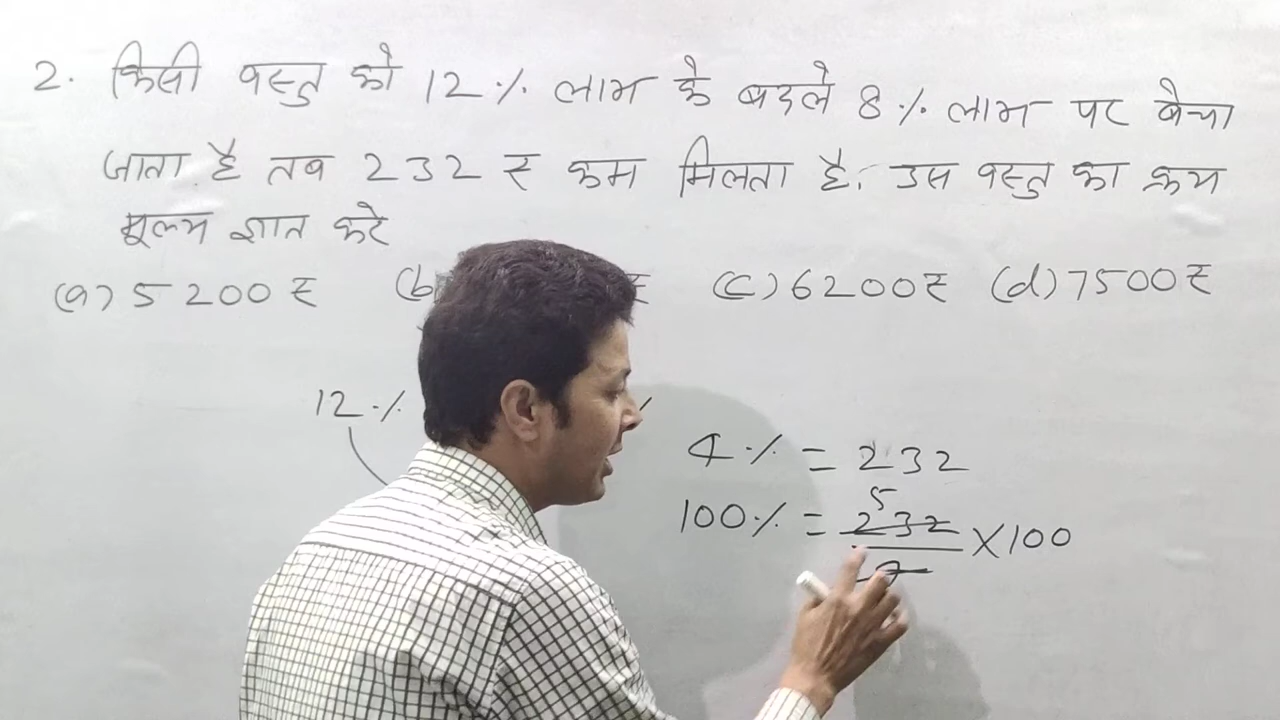 2. किसी वस्तु को 12% लाभ के बदले 8% लाभ पर बेचा
जाता है तब 232 ₹ कम मिलता है. उस वस्तु का क्रय
मूल्य ज्ञात करे
(a) 5200₹ (b) ₹ (c) 6200₹ (d) 7500₹
12%
4% = 232
5
100% = 232 × 100
4